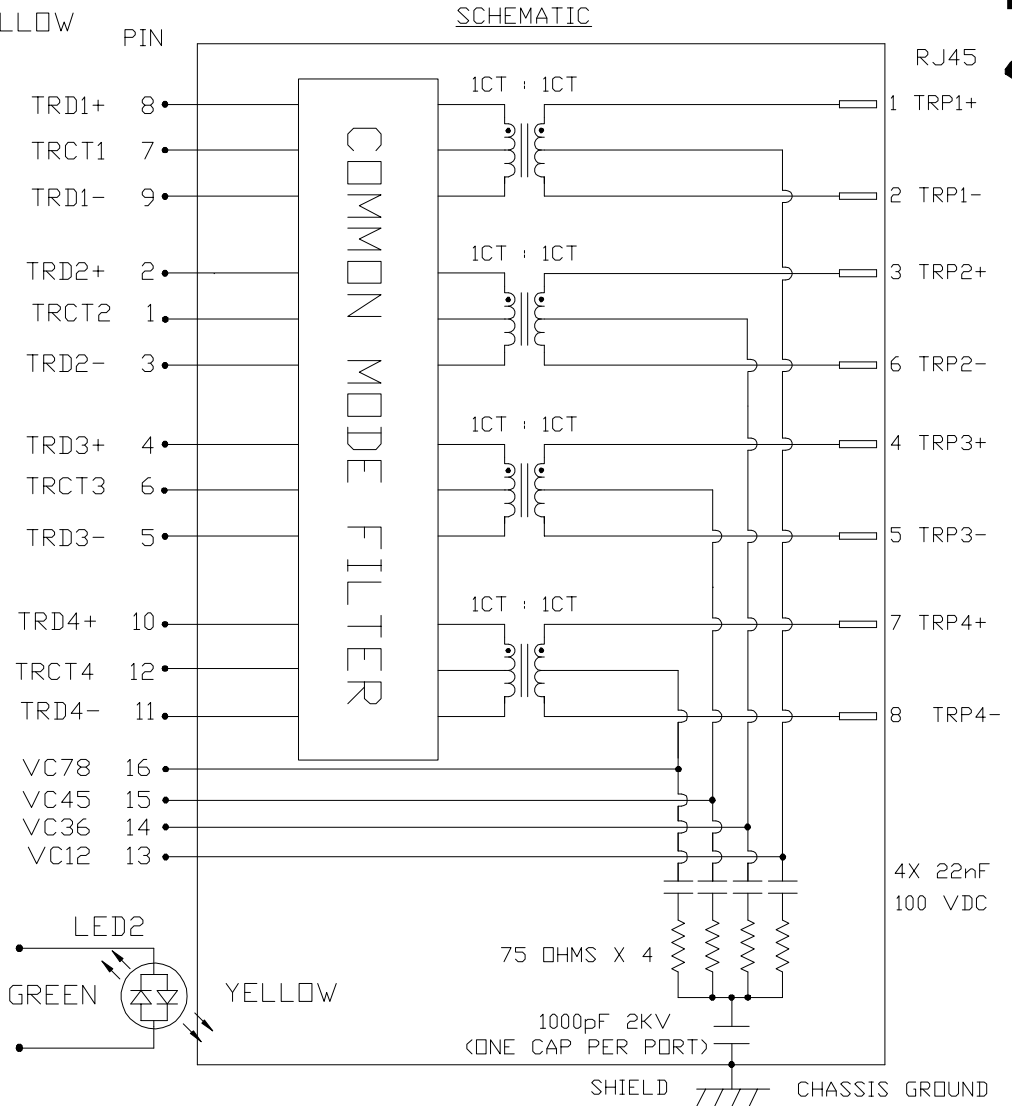 SCHEMATIC
PIN
RJ45
1CT : 1CT
TRD1+ 8
1 TRP1+
TRCT1 7
TRD1- 9
2 TRP1-
1CT : 1CT
TRD2+ 2
3 TRP2+
TRCT2 1
TRD2- 3
6 TRP2-
COMMON MODE FILTER
1CT : 1CT
TRD3+ 4
4 TRP3+
TRCT3 6
TRD3- 5
5 TRP3-
1CT : 1CT
TRD4+ 10
7 TRP4+
TRCT4 12
TRD4- 11
8 TRP4-
VC78 16
VC45 15
VC36 14
VC12 13
4X 22nF
100 VDC
LED2
75 OHMS X 4
GREEN
YELLOW
1000pF 2KV
(ONE CAP PER PORT)
SHIELD
CHASSIS GROUND